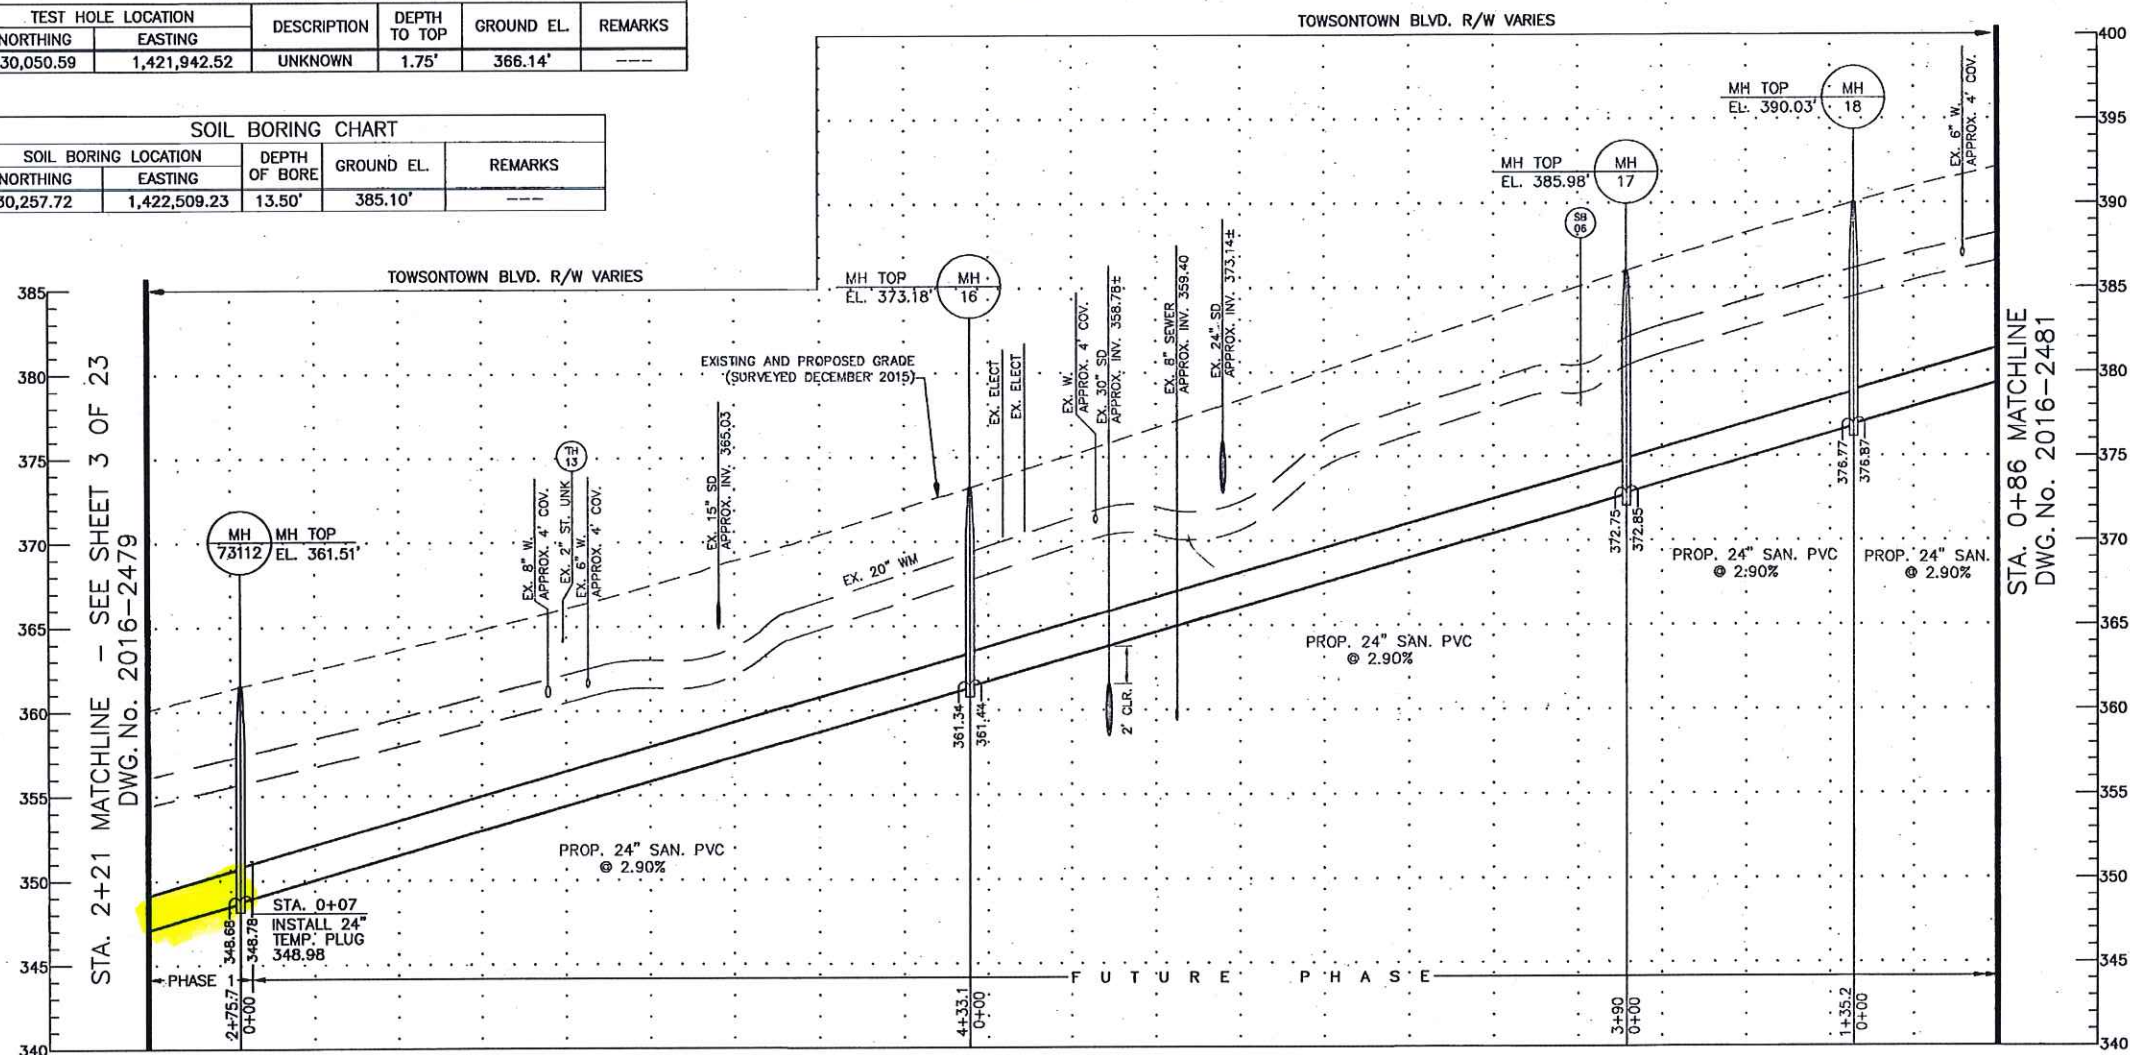 TEST HOLE LOCATION
DESCRIPTION
DEPTH
TO TOP
GROUND EL.
REMARKS
NORTHING
EASTING
30,050.59
1,421,942.52
UNKNOWN
1.75'
366.14'
---
SOIL BORING CHART
SOIL BORING LOCATION
DEPTH
OF BORE
GROUND EL.
REMARKS
NORTHING
EASTING
30,257.72
1,422,509.23
13.50'
385.10'
---
TOWSONTOWN BLVD. R/W VARIES
TOWSONTOWN BLVD. R/W VARIES
385
380
375
370
365
360
355
350
345
340
STA. 2+21 MATCHLINE - SEE SHEET 3 OF 23
DWG. No. 2016-2479
MH
73112
MH TOP
EL. 361.51'
348.68
348.78
STA. 0+07
INSTALL 24"
TEMP. PLUG
348.98
PHASE 1
2+75.7
0+00
EX. 8" W.
APPROX. 4' COV.
TH
13
EX. 2" ST. UNK
EX. 6" W.
APPROX. 4' COV.
EX. 15" SD
APPROX. INV. 365.03
EXISTING AND PROPOSED GRADE
(SURVEYED DECEMBER 2015)
EX. 20" WM
PROP. 24" SAN. PVC
@ 2.90%
MH TOP
EL. 373.18'
MH
16
361.34
361.44
4+33.1
0+00
EX. ELECT
EX. ELECT
EX. W.
APPROX. 4' COV.
EX. 30" SD
APPROX. INV. 358.78±
2' CLR.
EX. 8" SEWER
APPROX. INV. 359.40
EX. 24" SD
APPROX. INV. 373.14±
PROP. 24" SAN. PVC
@ 2.90%
FUTURE PHASE
SB
06
MH TOP
EL. 385.98'
MH
17
372.75
372.85
3+90
0+00
PROP. 24" SAN. PVC
@ 2.90%
MH TOP
EL. 390.03'
MH
18
376.77
376.87
1+35.2
0+00
PROP. 24" SAN.
@ 2.90%
EX. 6" W.
APPROX. 4' COV.
STA. 0+86 MATCHLINE
DWG. No. 2016-2481
400
395
390
385
380
375
370
365
360
355
350
345
340